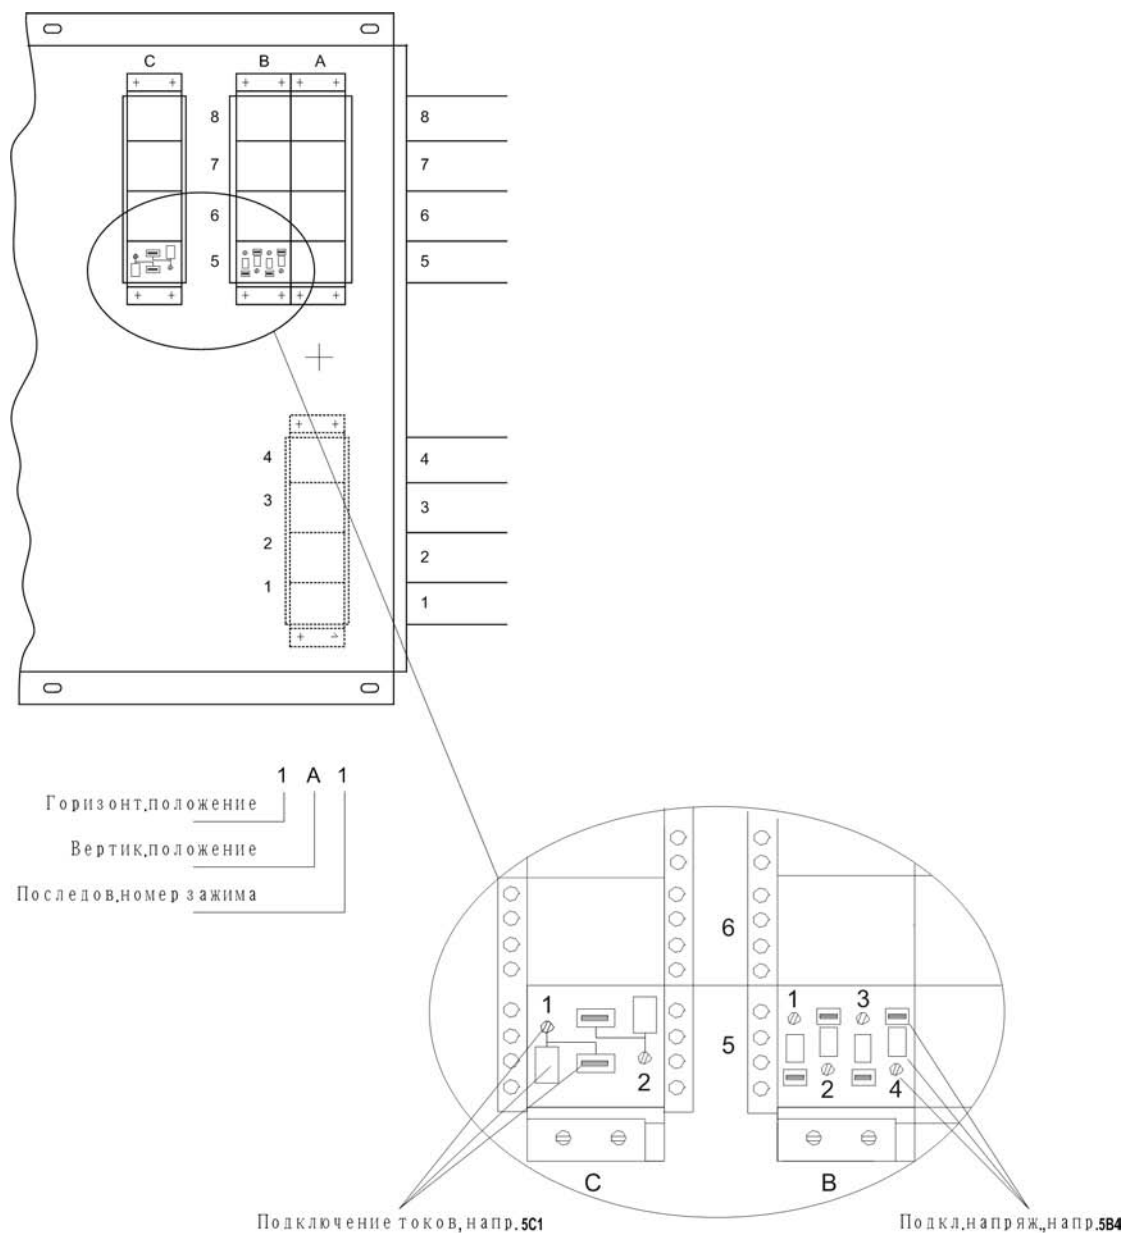 C B A
8 8
7 7
6 6
5 5
4 4
3 3
2 2
1 1
1 A 1
Горизонт.положение
Вертик.положение
Последов.номер зажима
6
1 1 3
5
2 2 4
C B
Подключение токов, напр. 5C1
Подкл.напряж.,напр.5B4